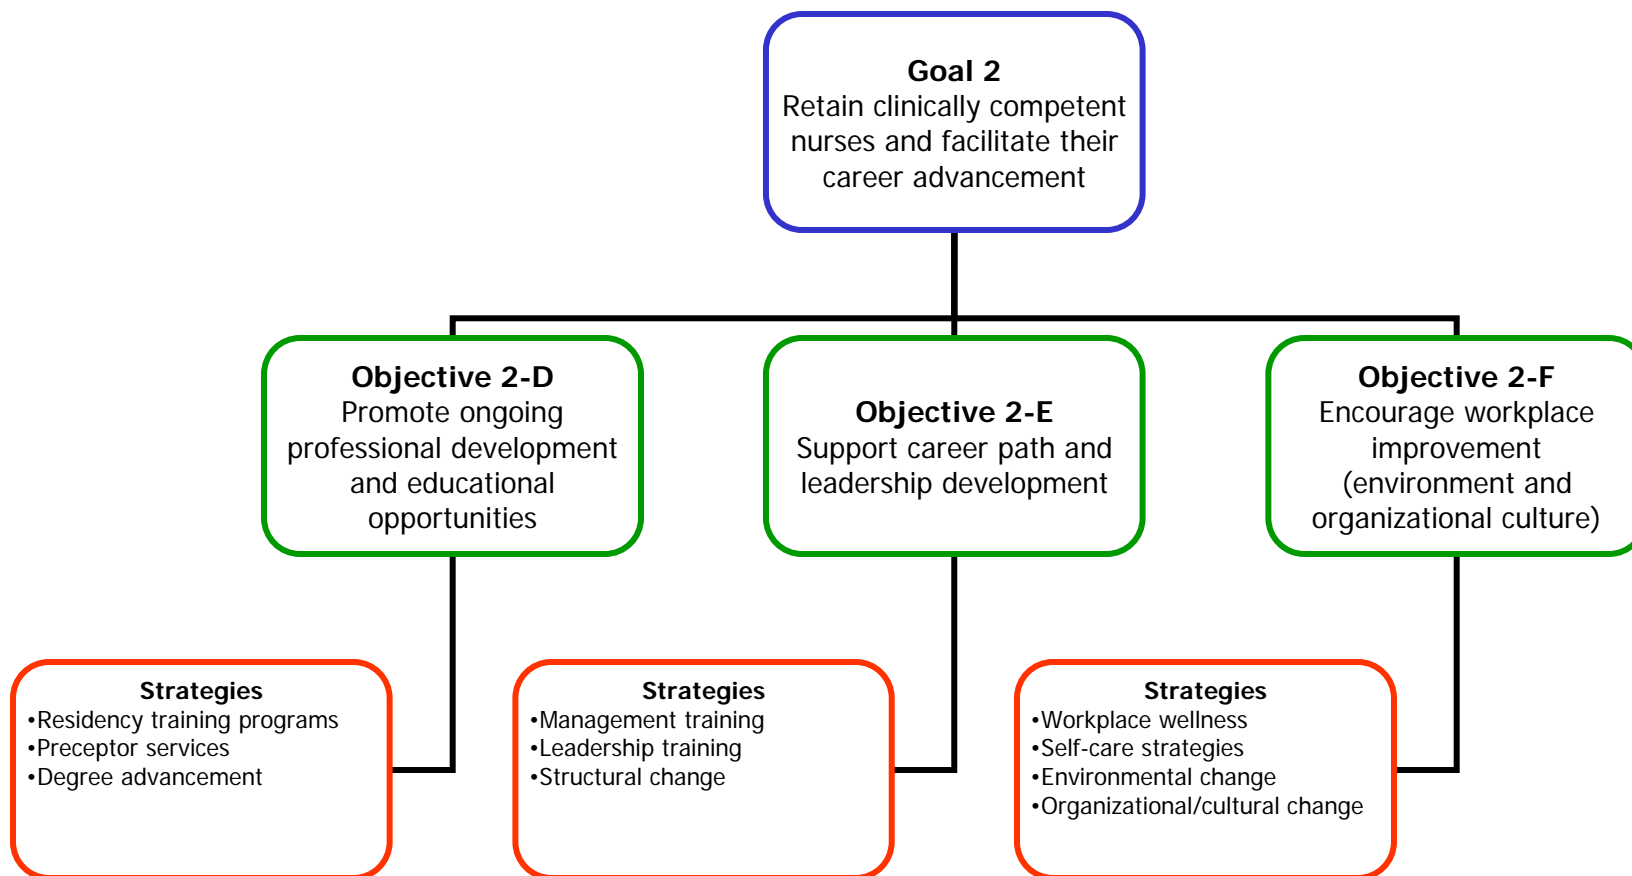 Goal 2
Retain clinically competent
nurses and facilitate their
career advancement
Objective 2-D
Promote ongoing
professional development
and educational
opportunities
Objective 2-E
Support career path and
leadership development
Objective 2-F
Encourage workplace
improvement
(environment and
organizational culture)
Strategies
•Residency training programs
•Preceptor services
•Degree advancement
Strategies
•Management training
•Leadership training
•Structural change
Strategies
•Workplace wellness
•Self-care strategies
•Environmental change
•Organizational/cultural change